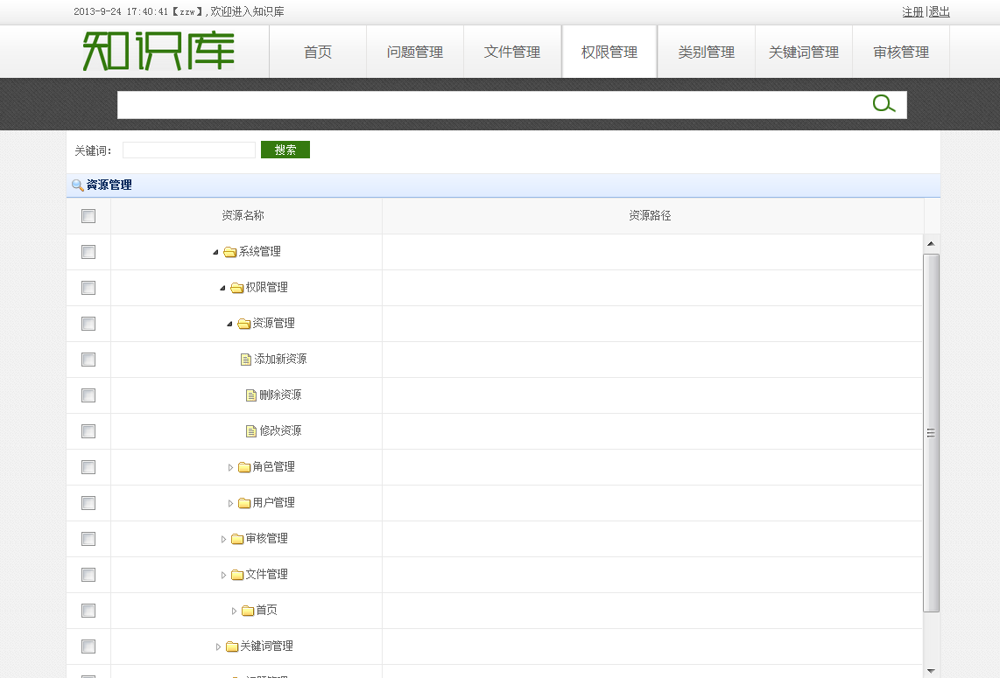 2013-9-24 17:40:41【zzw】,欢迎进入知识库
注册|退出
知识库
首页 问题管理 文件管理 权限管理 类别管理 关键词管理 审核管理
关键词: 搜索
资源管理
资源名称 资源路径
系统管理
权限管理
资源管理
添加新资源
删除资源
修改资源
角色管理
用户管理
审核管理
文件管理
首页
关键词管理